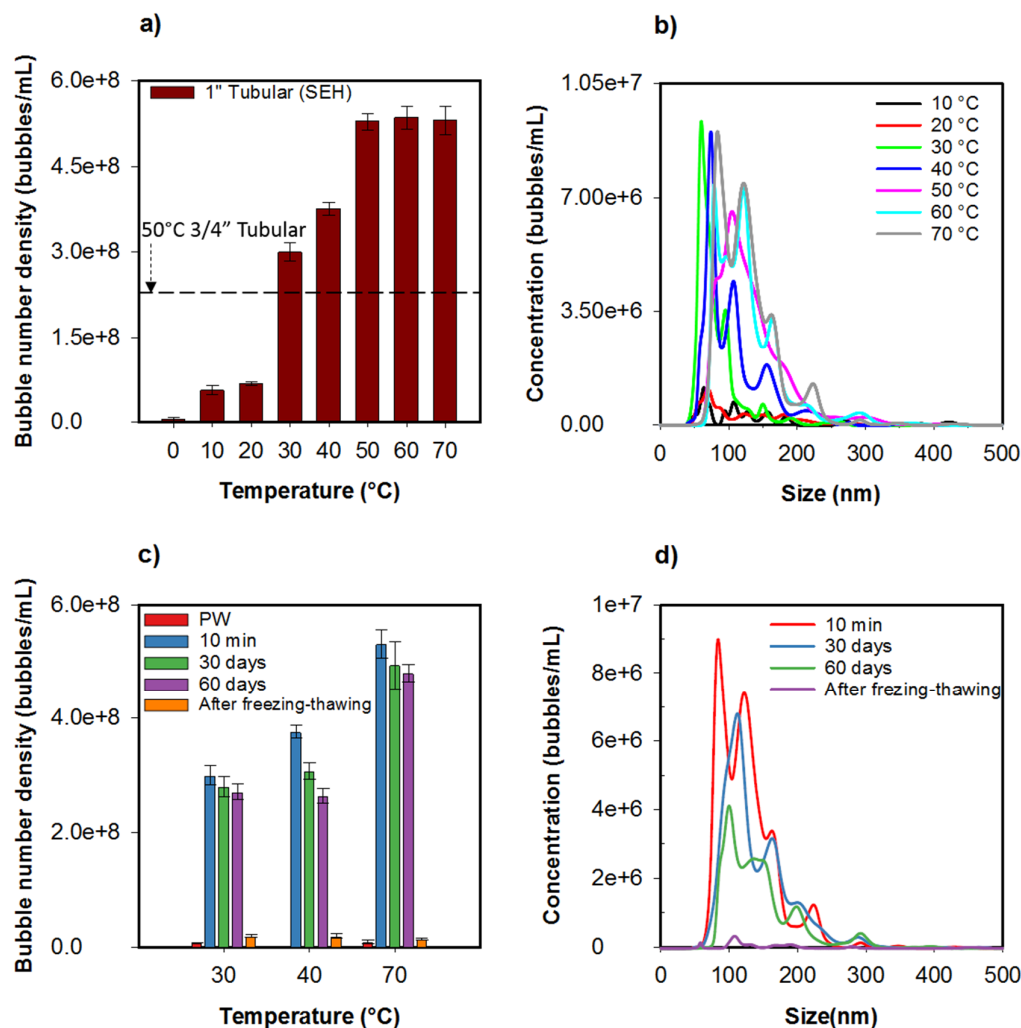 a)
Bubble number density (bubbles/mL)
6.0e+8
4.5e+8
3.0e+8
1.5e+8
0.0
1" Tubular (SEH)
50°C 3/4” Tubular
0 10 20 30 40 50 60 70
Temperature (°C)
b)
Concentration (bubbles/mL)
1.05e+7
7.00e+6
3.50e+6
0.00
10 °C
20 °C
30 °C
40 °C
50 °C
60 °C
70 °C
0 100 200 300 400 500
Size (nm)
c)
Bubble number density (bubbles/mL)
6.0e+8
4.0e+8
2.0e+8
0.0
PW
10 min
30 days
60 days
After freezing-thawing
30 40 70
Temperature (°C)
d)
Concentration (bubbles/mL)
1e+7
8e+6
6e+6
4e+6
2e+6
0
10 min
30 days
60 days
After frezing-thawing
0 100 200 300 400 500
Size(nm)